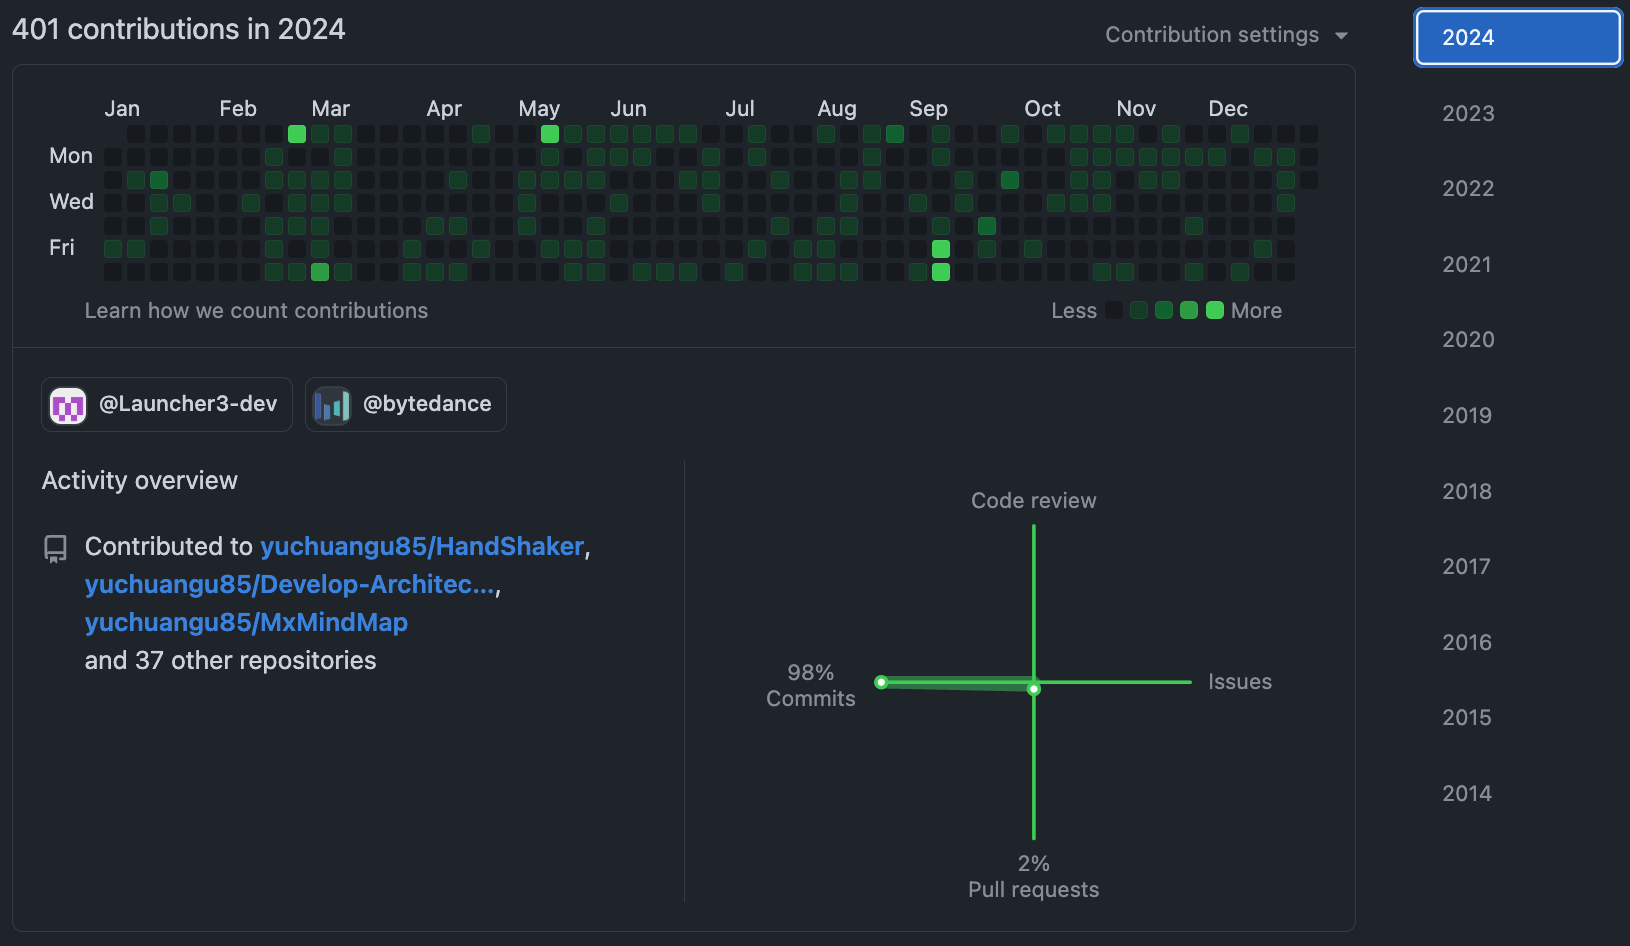 401 contributions in 2024
Contribution settings
Jan Feb Mar Apr May Jun Jul Aug Sep Oct Nov Dec
Mon
Wed
Fri
Learn how we count contributions
Less More
@Launcher3-dev @bytedance
Activity overview
Contributed to yuchuangu85/HandShaker,
yuchuangu85/Develop-Architec...,
yuchuangu85/MxMindMap
and 37 other repositories
Code review
98%
Commits
Issues
2%
Pull requests
2024
2023
2022
2021
2020
2019
2018
2017
2016
2015
2014